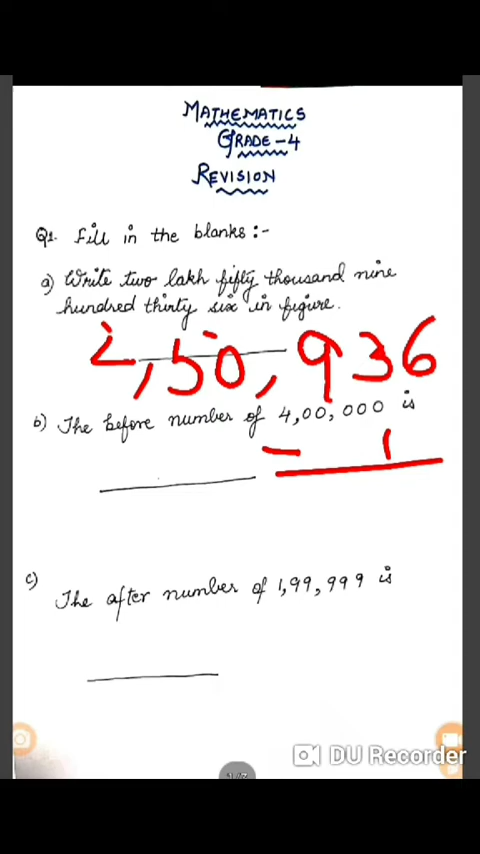 MATHEMATICS
GRADE-4
REVISION
Q1. Fill in the blanks :-
a) Write two lakh fifty thousand nine
hundred thirty six in figure.
2,50,936
b) The before number of 4,00,000 is
- 1
c) The after number of 1,99,999 is
DU Recorder
1/7